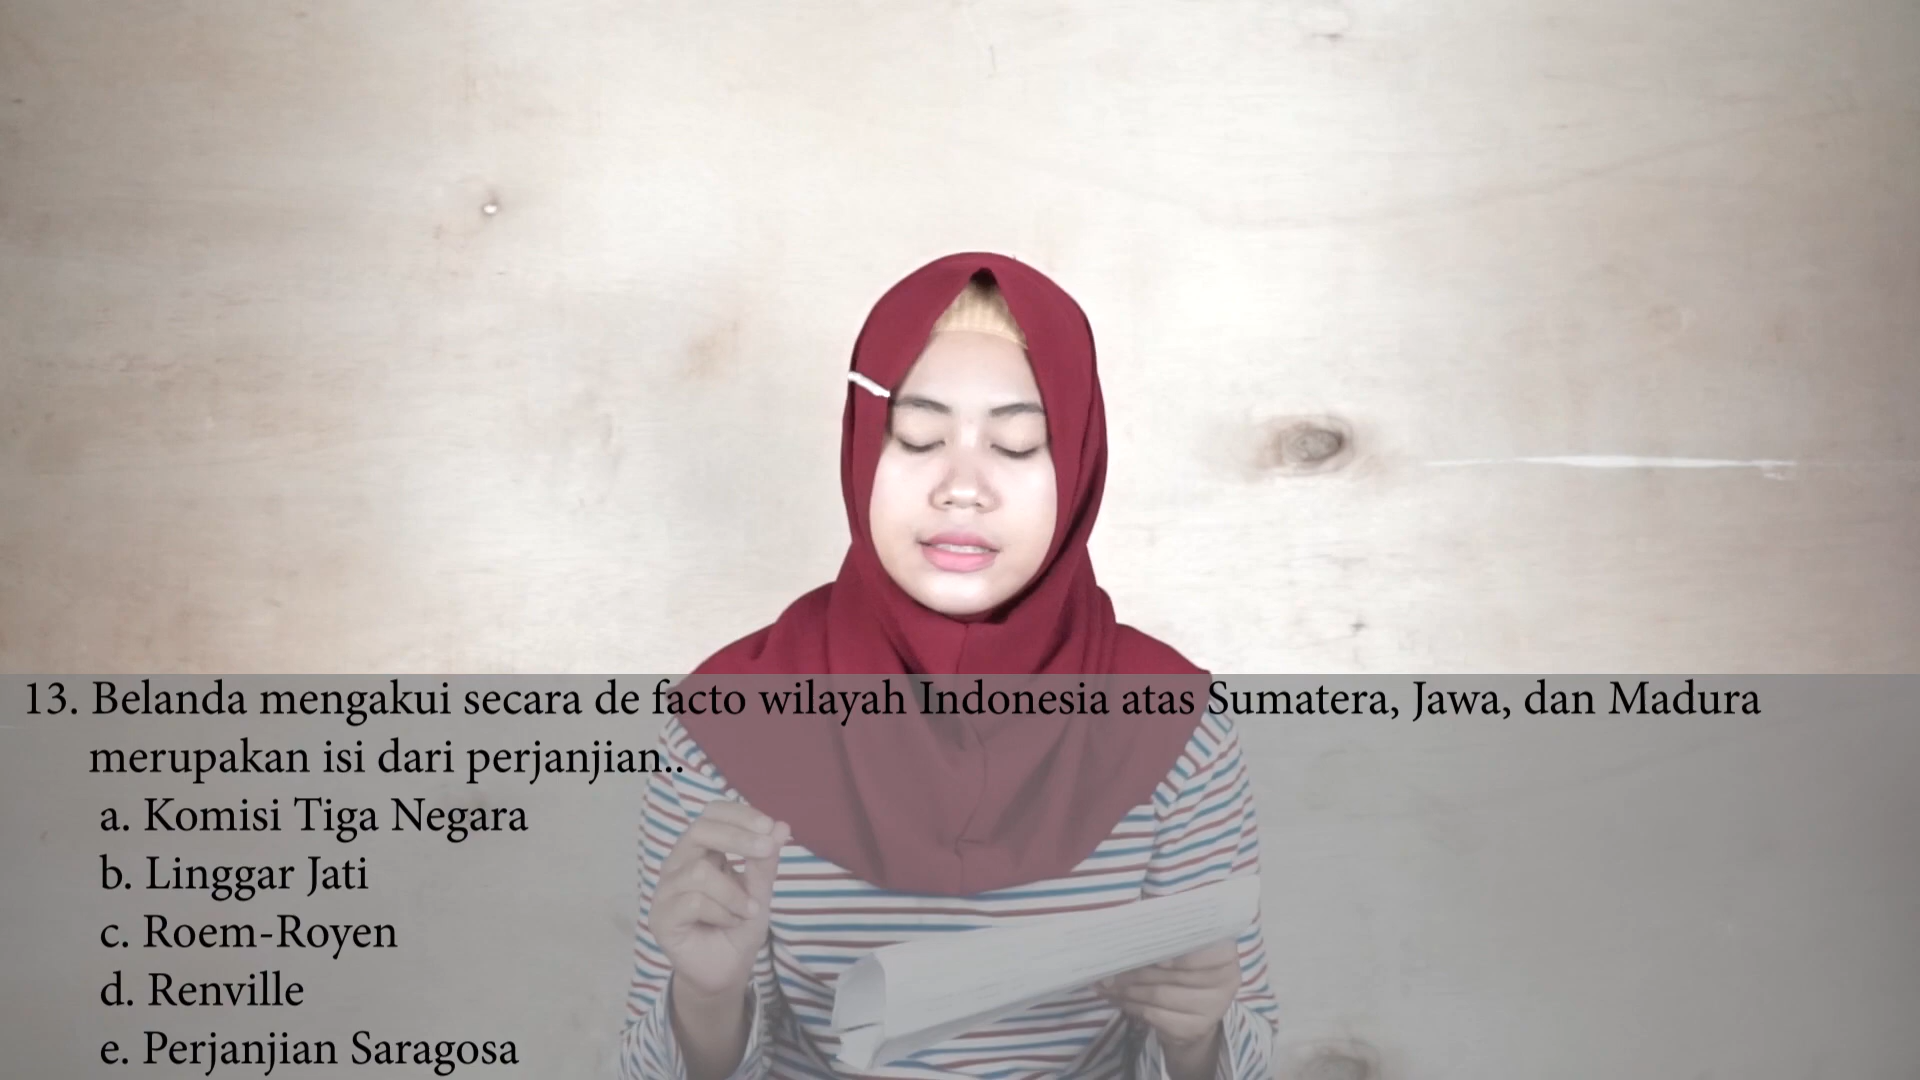 13. Belanda mengakui secara de facto wilayah Indonesia atas Sumatera, Jawa, dan Madura
merupakan isi dari perjanjian..
a. Komisi Tiga Negara
b. Linggar Jati
c. Roem-Royen
d. Renville
e. Perjanjian Saragosa